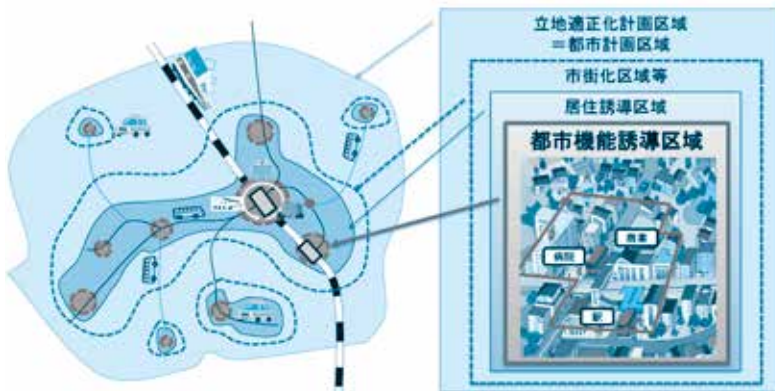 立地適正化計画区域
＝都市計画区域
市街化区域等
居住誘導区域
都市機能誘導区域
病院
商業
駅